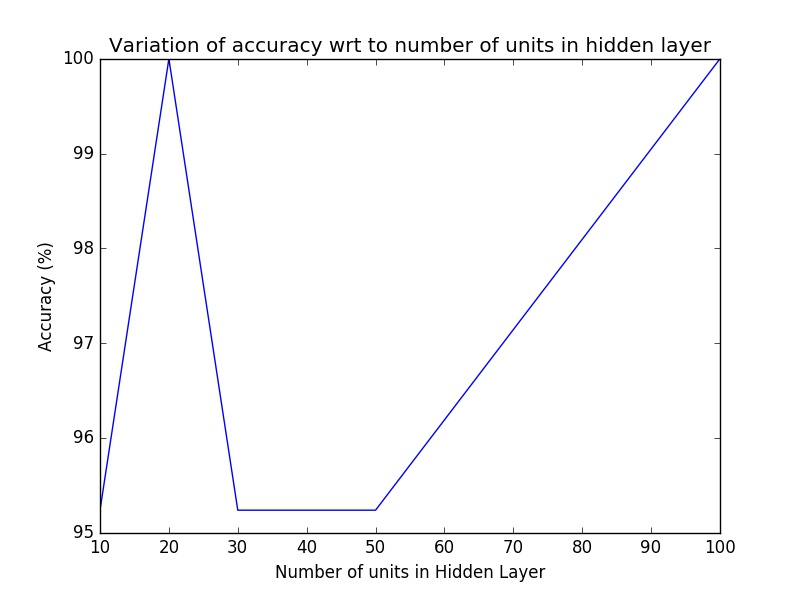 Variation of accuracy wrt to number of units in hidden layer
100
99
98
97
96
95
Accuracy (%)
10 20 30 40 50 60 70 80 90 100
Number of units in Hidden Layer